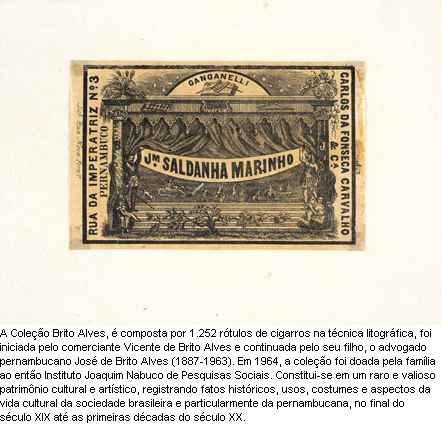 GANGANELLI
RUA DA IMPERATRIZ Nº 3
PERNAMBUCO
Jm SALDANHA MARINHO
CARLOS DA FONSECA CARVALHO
& Cª
A Coleção Brito Alves, é composta por 1.252 rótulos de cigarros na técnica litográfica, foi
iniciada pelo comerciante Vicente de Brito Alves e continuada pelo seu filho, o advogado
pernambucano José de Brito Alves (1887-1963). Em 1964, a coleção foi doada pela família
ao então Instituto Joaquim Nabuco de Pesquisas Sociais. Constitui-se em um raro e valioso
patrimônio cultural e artístico, registrando fatos históricos, usos, costumes e aspectos da
vida cultural da sociedade brasileira e particularmente da pernambucana, no final do
século XIX até as primeiras décadas do século XX.